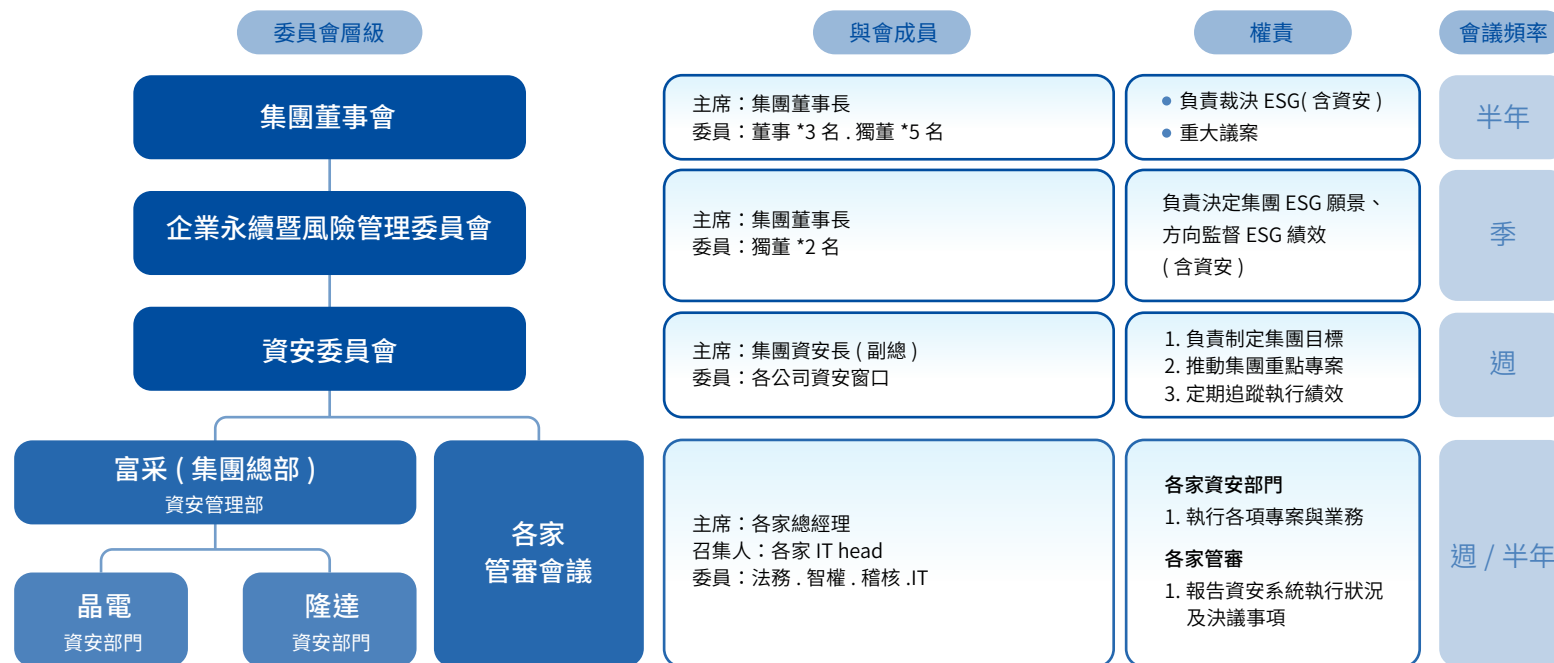 委員會層級
與會成員
權責
會議頻率
集團董事會
主席：集團董事長
委員：董事 *3 名 . 獨董 *5 名
負責裁決 ESG( 含資安 )
重大議案
半年
企業永續暨風險管理委員會
主席：集團董事長
委員：獨董 *2 名
負責決定集團 ESG 願景、
方向監督 ESG 績效
( 含資安 )
季
資安委員會
主席：集團資安長 ( 副總 )
委員：各公司資安窗口
1. 負責制定集團目標
2. 推動集團重點專案
3. 定期追蹤執行績效
週
富采 ( 集團總部 )
資安管理部
晶電
資安部門
隆達
資安部門
各家
管審會議
主席：各家總經理
召集人：各家 IT head
委員：法務 . 智權 . 稽核 .IT
各家資安部門
1. 執行各項專案與業務
各家管審
1. 報告資安系統執行狀況
及決議事項
週 / 半年